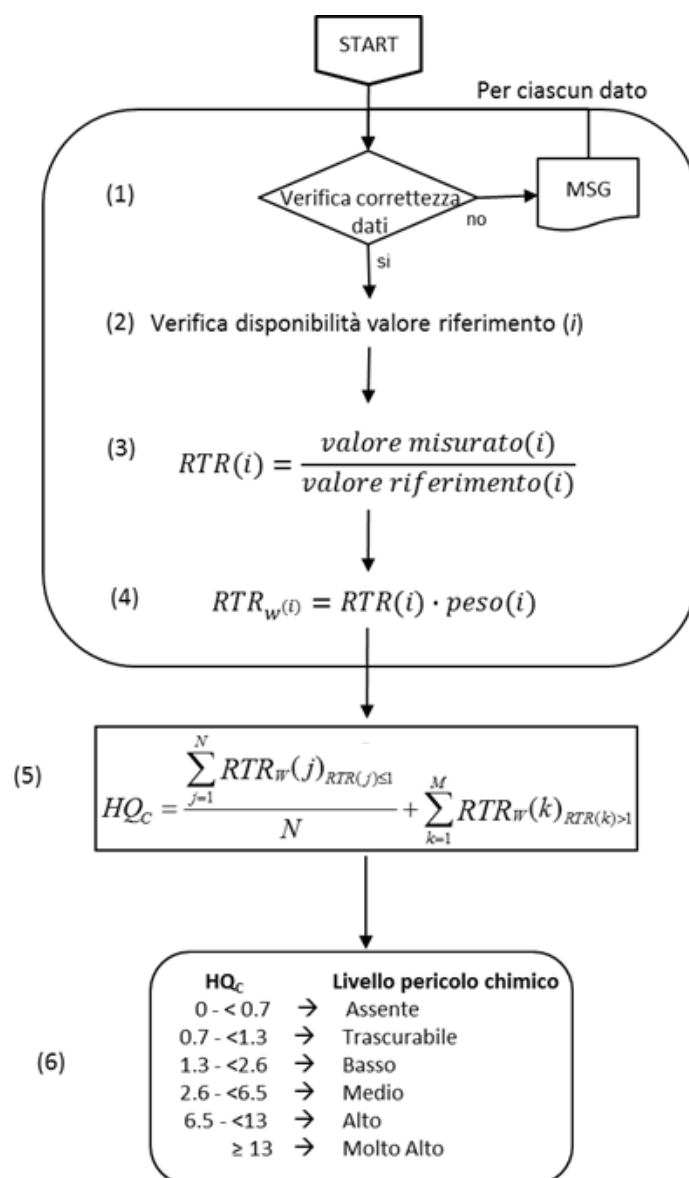 START
Per ciascun dato
(1)
Verifica correttezza
dati
no
MSG
si
(2) Verifica disponibilità valore riferimento (i)
(3) RTR(i) = valore misurato(i) / valore riferimento(i)
(4) RTR_w(i) = RTR(i) · peso(i)
(5) HQ_C = ∑_{j=1}^{N} RTR_W(j)_{RTR(j)≤1} / N + ∑_{k=1}^{M} RTR_W(k)_{RTR(k)>1}
(6)
HQ_C Livello pericolo chimico
0 - < 0.7 → Assente
0.7 - <1.3 → Trascurabile
1.3 - <2.6 → Basso
2.6 - <6.5 → Medio
6.5 - <13 → Alto
≥ 13 → Molto Alto